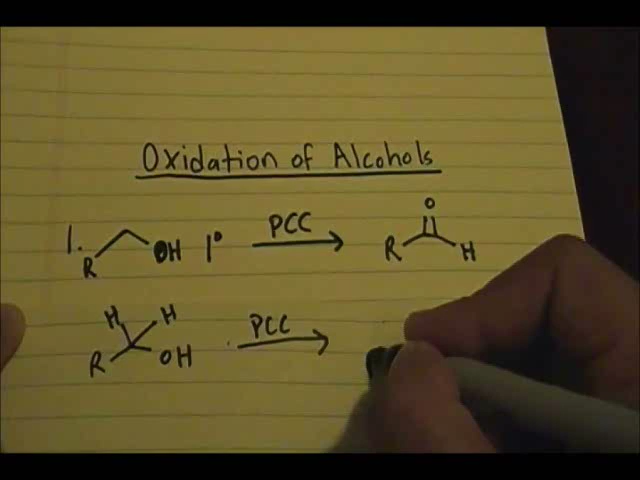 Oxidation of Alcohols
O
1. R OH 1° PCC R H
H H PCC
R OH